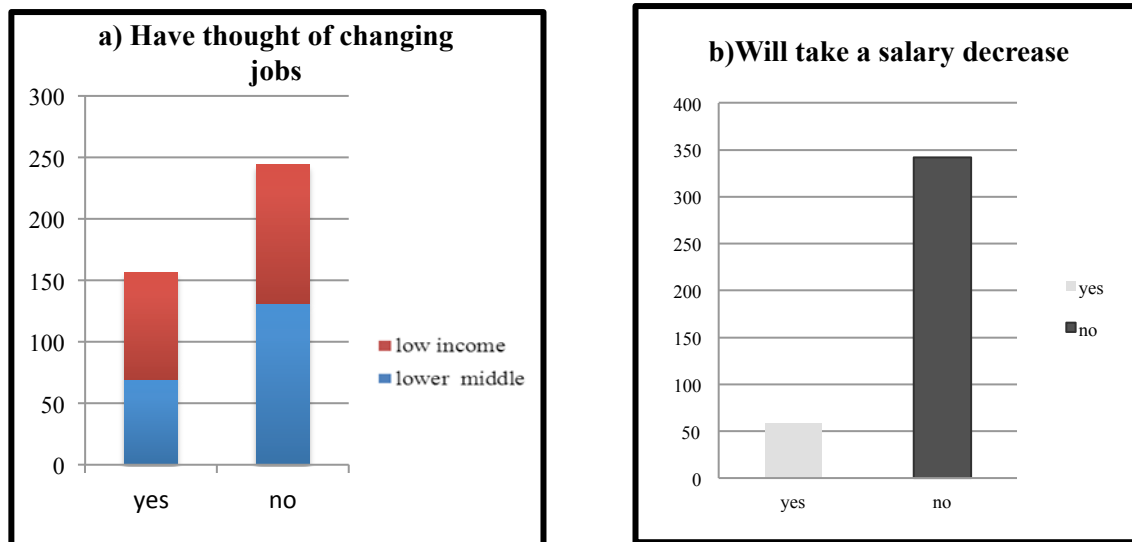 a) Have thought of changing
jobs
300
250
200
150
100
50
0
yes
no
low income
lower middle
b)Will take a salary decrease
400
350
300
250
200
150
100
50
0
yes
no
yes
no